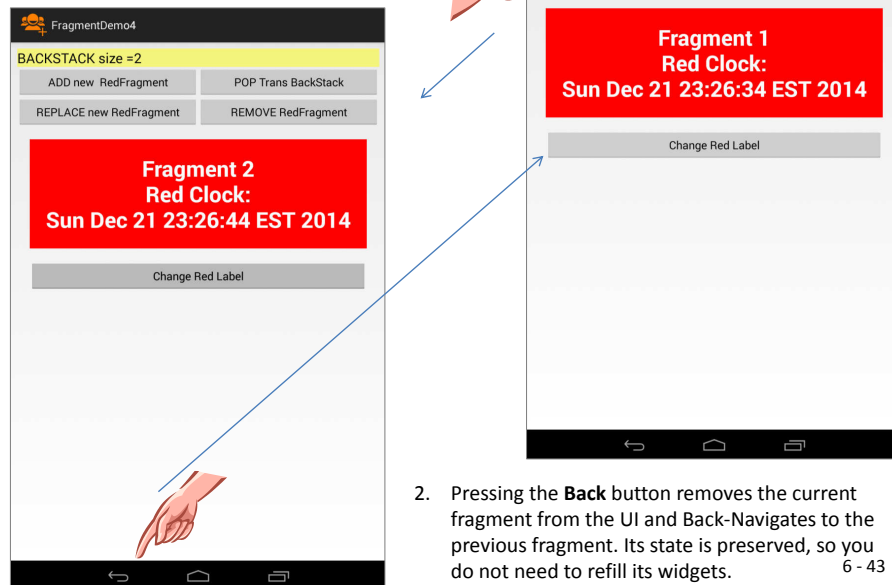 FragmentDemo4
BACKSTACK size =2
ADD new RedFragment
POP Trans BackStack
REPLACE new RedFragment
REMOVE RedFragment
Fragment 2
Red Clock:
Sun Dec 21 23:26:44 EST 2014
Change Red Label
Fragment 1
Red Clock:
Sun Dec 21 23:26:34 EST 2014
Change Red Label
2. Pressing the Back button removes the current
fragment from the UI and Back-Navigates to the
previous fragment. Its state is preserved, so you
do not need to refill its widgets.
6 - 43